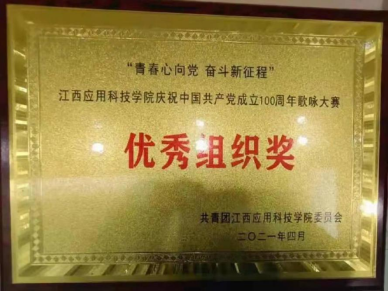 “青春心向党 奋斗新征程”
江西应用科技学院庆祝中国共产党成立100周年歌咏大赛
优秀组织奖
共青团江西应用科技学院委员会
二〇二一年四月